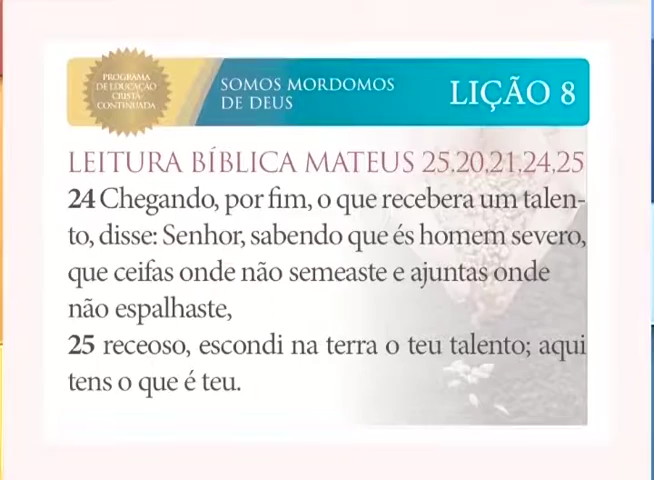 PROGRAMA
DE EDUCAÇÃO
CRISTÃ
CONTINUADA
SOMOS MORDOMOS
DE DEUS
LIÇÃO 8
LEITURA BÍBLICA MATEUS 25.20,21,24,25
24 Chegando, por fim, o que recebera um talen-
to, disse: Senhor, sabendo que és homem severo,
que ceifas onde não semeaste e ajuntas onde
não espalhaste,
25 receoso, escondi na terra o teu talento; aqui
tens o que é teu.